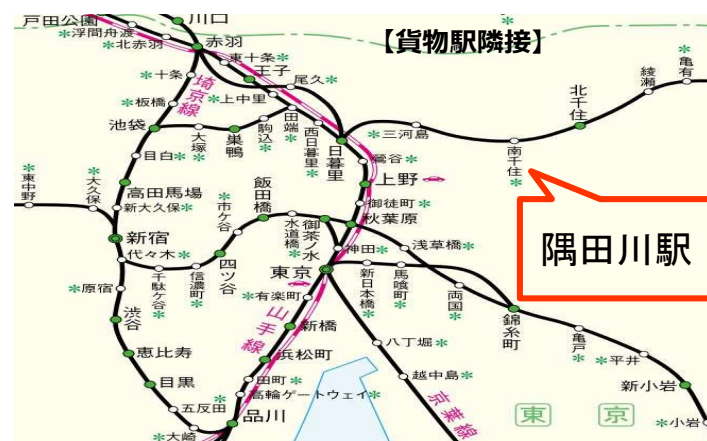 戸田公園
川口
＊浮間舟渡
＊北赤羽
赤羽
【貨物駅隣接】
＊
東十条＊
王子
尾久＊
＊十条
埼京線
＊上中里
＊板橋
池袋
大塚
＊
巣鴨
駒込
＊
田端
＊
西日暮里
＊
日暮里
＊三河島
南千住
＊
北千住
綾瀬
＊
亀有
＊
目白＊
鶯谷＊
上野
高田馬場
＊
東中野
＊
大久保
新大久保＊
＊
市ケ谷
飯田橋
水道橋
＊
御茶ノ水
御徒町＊
秋葉原
隅田川駅
新宿
代々木＊
千駄ケ谷
＊
信濃町
＊
四ツ谷
神田＊
浅草橋＊
東京
新日本橋
＊
馬喰町
＊
両国
＊
錦糸町
＊原宿
＊有楽町
山手線
新橋
渋谷
恵比寿
浜松町
八丁堀＊
亀戸
＊
＊平井
目黒
田町＊
越中島＊
新小岩
高輪ゲートウェイ＊
五反田
＊
品川
京葉線
東京
＊大崎
＊小岩